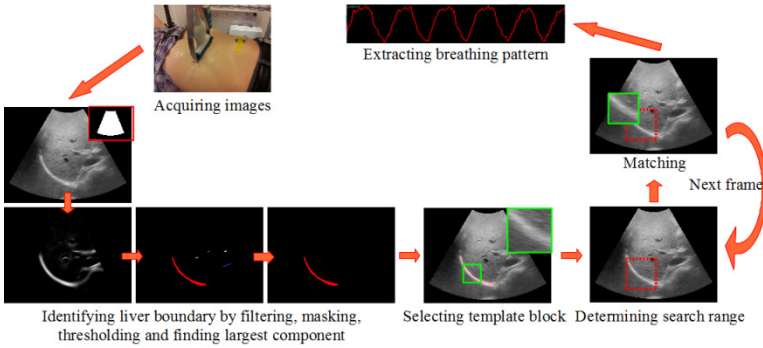 Extracting breathing pattern
Acquiring images
Matching
Next frame
Identifying liver boundary by filtering, masking,
thresholding and finding largest component
Selecting template block
Determining search range